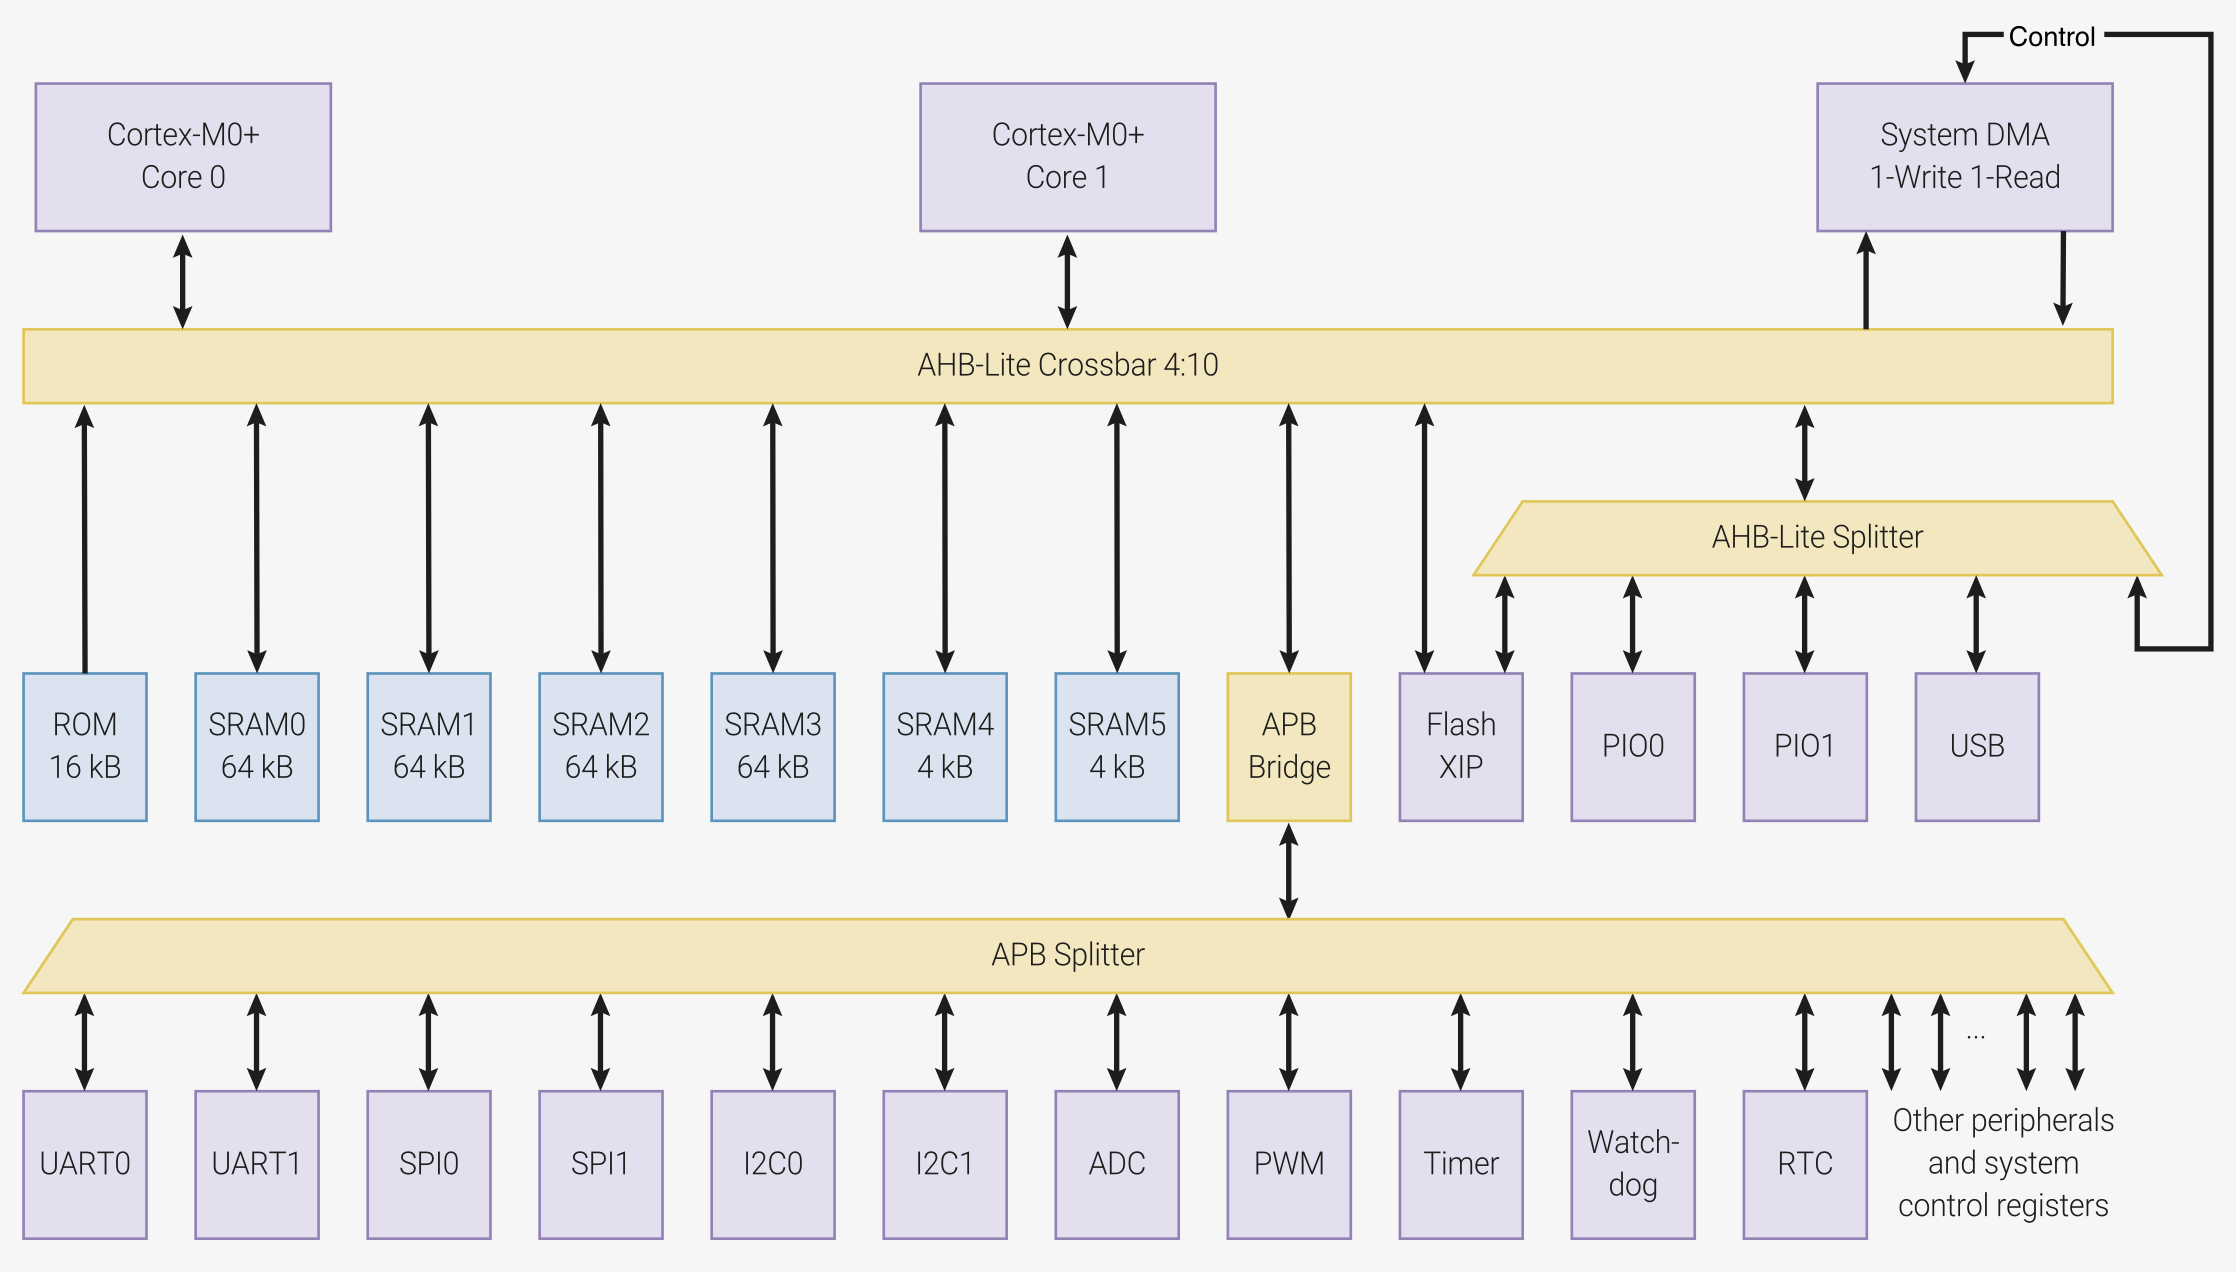 Control
Cortex-M0+
Core 0
Cortex-M0+
Core 1
System DMA
1-Write 1-Read
AHB-Lite Crossbar 4:10
AHB-Lite Splitter
ROM
16 kB
SRAM0
64 kB
SRAM1
64 kB
SRAM2
64 kB
SRAM3
64 kB
SRAM4
4 kB
SRAM5
4 kB
APB
Bridge
Flash
XIP
PIO0
PIO1
USB
APB Splitter
...
UART0
UART1
SPI0
SPI1
I2C0
I2C1
ADC
PWM
Timer
Watch-
dog
RTC
Other peripherals
and system
control registers